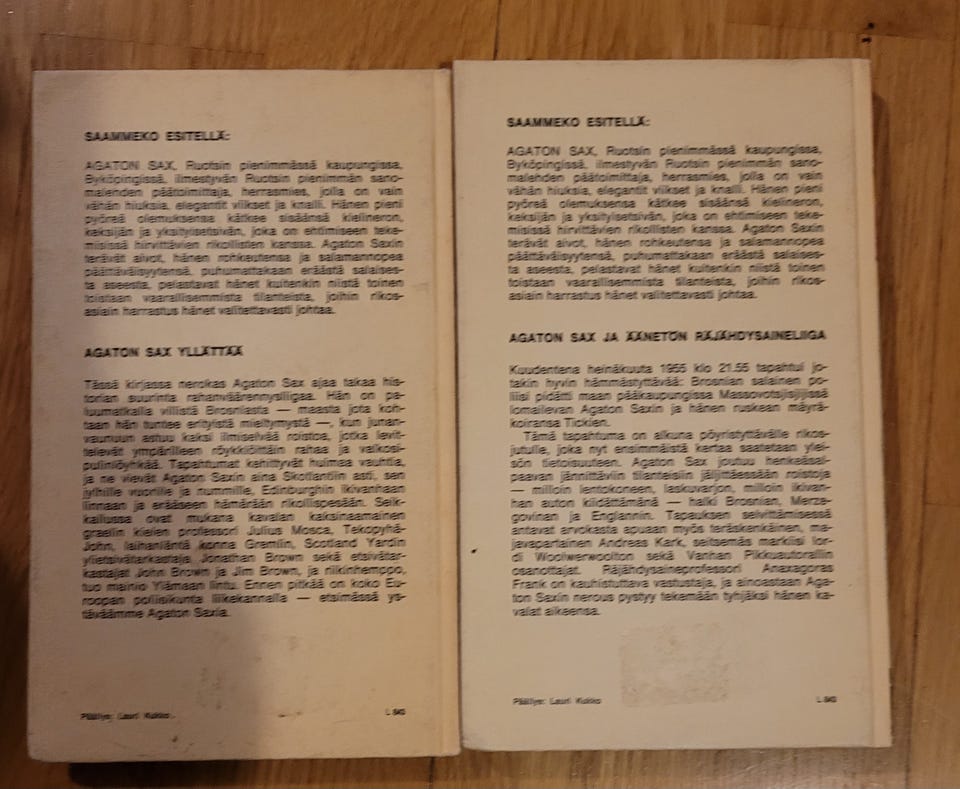 SAAMMEKO ESITELLÄ:
AGATON SAX, Ruotsin pienimmässä kaupungissa,
Byköpingissä, ilmestyvän Ruotsin pienimmän sano-
malehden päätoimittaja, herrasmies, jolla on vain
vähän hiuksia, elegantit viikset ja knalli. Hänen pieni
pyöreä olemuksensa kätkee sisäänsä kielineron,
keksijän ja yksityisetsivän, joka on ehtimiseen teke-
misissä hirvittävien rikollisten kanssa. Agaton Saxin
terävät aivot, hänen rohkeutensa ja salamannopea
päättäväisyytensä, puhumattakaan eräästä salaises-
ta aseesta, pelastavat hänet kuitenkin niistä toinen
toistaan vaarallisemmista tilanteista, joihin rikos-
asiain harrastus hänet valitettavasti johtaa.
AGATON SAX YLLÄTTÄÄ
Tässä kirjassa nerokas Agaton Sax ajaa takaa his-
torian suurinta rahanväärennysliigaa. Hän on pa-
luumatkalla villistä Brosniasta — maasta jota koh-
taan hän tuntee erityistä mieltymystä —, kun junan-
vaunuun astuu kaksi ilmiselvää roistoa, jotka levit-
televät ympärilleen röykkiöittäin rahaa ja valkosi-
puliniöyhkää. Tapahtumat kehittyvät huimaa vauhtia,
ja ne vievät Agaton Saxin aina Skotlantiin asti, sen
jylhille vuorille ja nummille, Edinburghin ikivanhaan
linnaan ja erääseen hämärään rikollispesään. Seik-
kailussa ovat mukana kavalan kaksinaamainen
graelin kielen professori Julius Mosca, Tekopyhä-
John, laihanläntä konna Gremlin, Scotland Yardin
ylietsivätarkastaja Jonathan Brown sekä etsivätar-
kastajat John Brown ja Jim Brown, ja niikinhemppo,
tuo mainio Ylämaan lintu. Ennen pitkää on koko Eu-
roopan poliisikunta liikekannalla — etsimässä ys-
täväämme Agaton Saxia.
Päällys: Lauri Kukko
L 843
SAAMMEKO ESITELLÄ:
AGATON SAX, Ruotsin pienimmässä kaupungissa,
Byköpingissä, ilmestyvän Ruotsin pienimmän sano-
malehden päätoimittaja, herrasmies, jolla on vain
vähän hiuksia, elegantit viikset ja knalli. Hänen pieni
pyöreä olemuksensa kätkee sisäänsä kielineron,
keksijän ja yksityisetsivän, joka on ehtimiseen teke-
misissä hirvittävien rikollisten kanssa. Agaton Saxin
terävät aivot, hänen rohkeutensa ja salamannopea
päättäväisyytensä, puhumattakaan eräästä salaises-
ta aseesta, pelastavat hänet kuitenkin niistä toinen
toistaan vaarallisemmista tilanteista, joihin rikos-
asiain harrastus hänet valitettavasti johtaa.
AGATON SAX JA ÄÄNETÖN RÄJÄHDYSAINELIIGA
Kuudentena heinäkuuta 1955 klo 21.55 tapahtui jo-
takin hyvin hämmästyttävää: Brosnian salainen po-
liisi pidätti maan pääkaupungissa Massovotsjisjijissä
lomailevan Agaton Saxin ja hänen ruskean mäyrä-
koiransa Tickien.
Tämä tapahtuma on alkuna pöyristyttävälle rikos-
jutulle, joka nyt ensimmäistä kertaa saatetaan ylei-
sön tietoisuuteen. Agaton Sax joutuu henkeäsal-
paavan jännittäviin tilanteisiin jäljittäessään roistoja
— milloin lentokoneen, laskuvarjon, milloin ikivan-
han auton kiidättämänä — halki Brosnian, Merze-
govinan ja Englannin. Tapauksen selvittämisessä
antavat arvokasta apuaan myös teräskenkäinen, ma-
javapartainen Andreas Kark, seitsemäs markiisi lor-
di Woolwerwoolton sekä Vanhan Pikkuautorallin
osanottajat. Räjähdysaineprofessori Anaxagoras
Frank on kauhistuttava vastustaja, ja ainoastaan Aga-
ton Saxin nerous pystyy tekemään tyhjäksi hänen ka-
valat aikeensa.
Päällys: Lauri Kukko
L 843